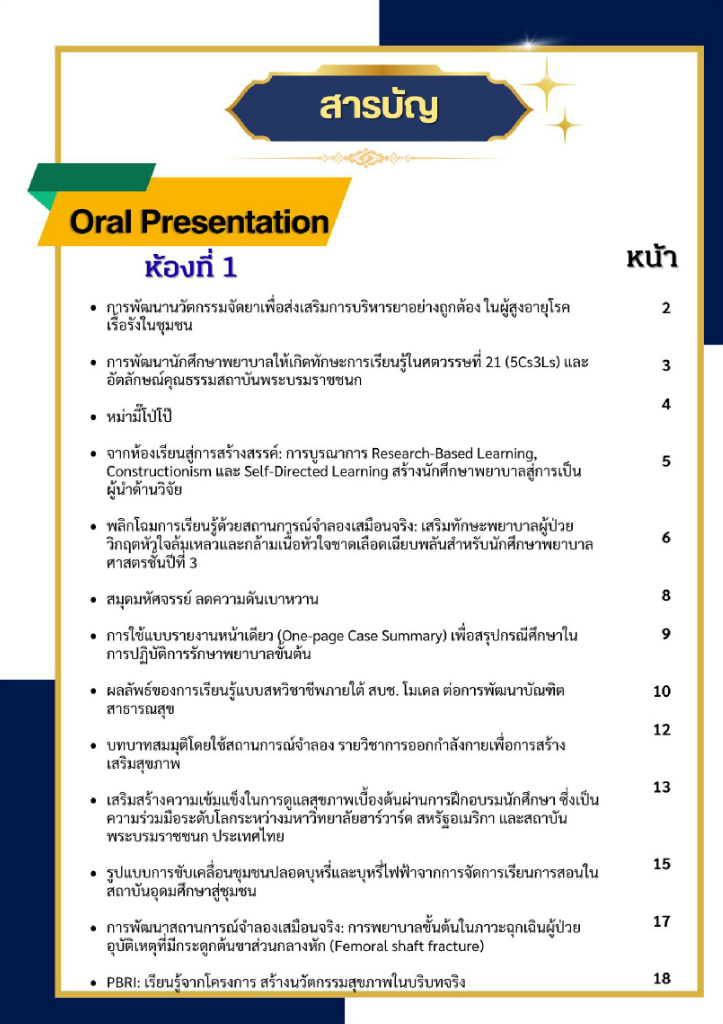 สารบัญ
Oral Presentation
ห้องที่ 1
หน้า
• การพัฒนานวัตกรรมจัดยาเพื่อส่งเสริมการบริหารยาอย่างถูกต้อง ในผู้สูงอายุโรค 2
เรื้อรังในชุมชน
• การพัฒนานักศึกษาพยาบาลให้เกิดทักษะการเรียนรู้ในศตวรรษที่ 21 (5Cs3Ls) และ 3
อัตลักษณ์คุณธรรมสถาบันพระบรมราชชนก
• หม่ามี๊โป่โป๊ 4
• จากห้องเรียนสู่การสร้างสรรค์: การบูรณาการ Research-Based Learning,
Constructionism และ Self-Directed Learning สร้างนักศึกษาพยาบาลสู่การเป็น 5
ผู้นำด้านวิจัย
• พลิกโฉมการเรียนรู้ด้วยสถานการณ์จำลองเสมือนจริง: เสริมทักษะพยาบาลผู้ป่วย
วิกฤตหัวใจล้มเหลวและกล้ามเนื้อหัวใจขาดเลือดเฉียบพลันสำหรับนักศึกษาพยาบาล 6
ศาสตรชั้นปีที่ 3
• สมุดมหัศจรรย์ ลดความดันเบาหวาน 8
• การใช้แบบรายงานหน้าเดียว (One-page Case Summary) เพื่อสรุปกรณีศึกษาใน 9
การปฏิบัติการรักษาพยาบาลขั้นต้น
• ผลลัพธ์ของการเรียนรู้แบบสหวิชาชีพภายใต้ สบช. โมเดล ต่อการพัฒนาบัณฑิต 10
สาธารณสุข
• บทบาทสมมุติโดยใช้สถานการณ์จำลอง รายวิชาการออกกำลังกายเพื่อการสร้าง 12
เสริมสุขภาพ
• เสริมสร้างความเข้มแข็งในการดูแลสุขภาพเบื้องต้นผ่านการฝึกอบรมนักศึกษา ซึ่งเป็น 13
ความร่วมมือระดับโลกระหว่างมหาวิทยาลัยฮาร์วาร์ด สหรัฐอเมริกา และสถาบัน
พระบรมราชชนก ประเทศไทย
• รูปแบบการขับเคลื่อนชุมชนปลอดบุหรี่และบุหรี่ไฟฟ้าจากการจัดการเรียนการสอนใน 15
สถาบันอุดมศึกษาสู่ชุมชน
• การพัฒนาสถานการณ์จำลองเสมือนจริง: การพยาบาลขั้นต้นในภาวะฉุกเฉินผู้ป่วย 17
อุบัติเหตุที่มีกระดูกต้นขาส่วนกลางหัก (Femoral shaft fracture)
• PBRI: เรียนรู้จากโครงการ สร้างนวัตกรรมสุขภาพในบริบทจริง 18